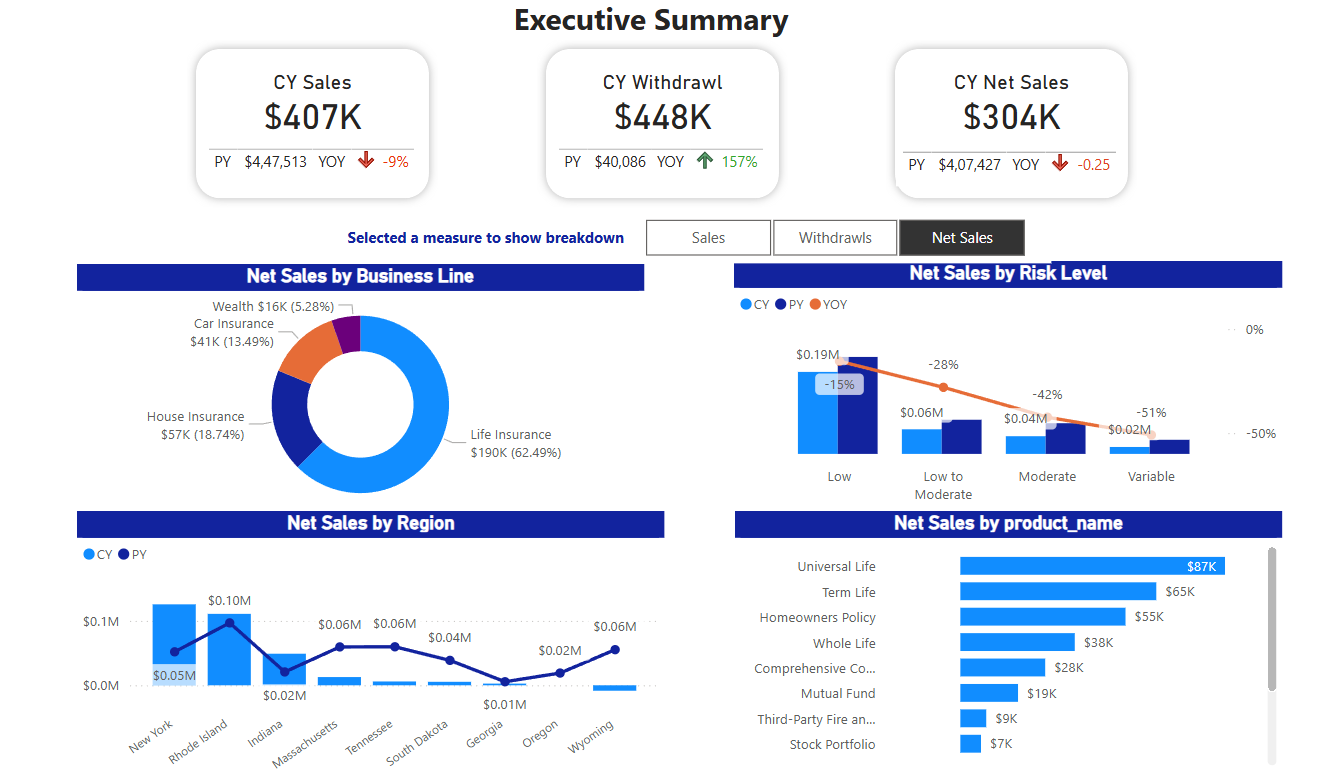 Executive Summary
CY Sales
$407K
PY $4,47,513 YOY -9%
CY Withdrawl
$448K
PY $40,086 YOY 157%
CY Net Sales
$304K
PY $4,07,427 YOY -0.25
Selected a measure to show breakdown
Sales
Withdrawls
Net Sales
Net Sales by Business Line
Wealth $16K (5.28%)
Car Insurance
$41K (13.49%)
House Insurance
$57K (18.74%)
Life Insurance
$190K (62.49%)
Net Sales by Risk Level
CY PY YOY
0%
-50%
$0.19M
-15%
-28%
$0.06M
-42%
$0.04M
-51%
$0.02M
Low
Low to
Moderate
Moderate
Variable
Net Sales by Region
CY PY
$0.1M
$0.0M
$0.05M
$0.10M
$0.02M
$0.06M
$0.06M
$0.04M
$0.01M
$0.02M
$0.06M
New York
Rhode Island
Indiana
Massachusetts
Tennessee
South Dakota
Georgia
Oregon
Wyoming
Net Sales by product_name
Universal Life $87K
Term Life $65K
Homeowners Policy $55K
Whole Life $38K
Comprehensive Co... $28K
Mutual Fund $19K
Third-Party Fire an... $9K
Stock Portfolio $7K